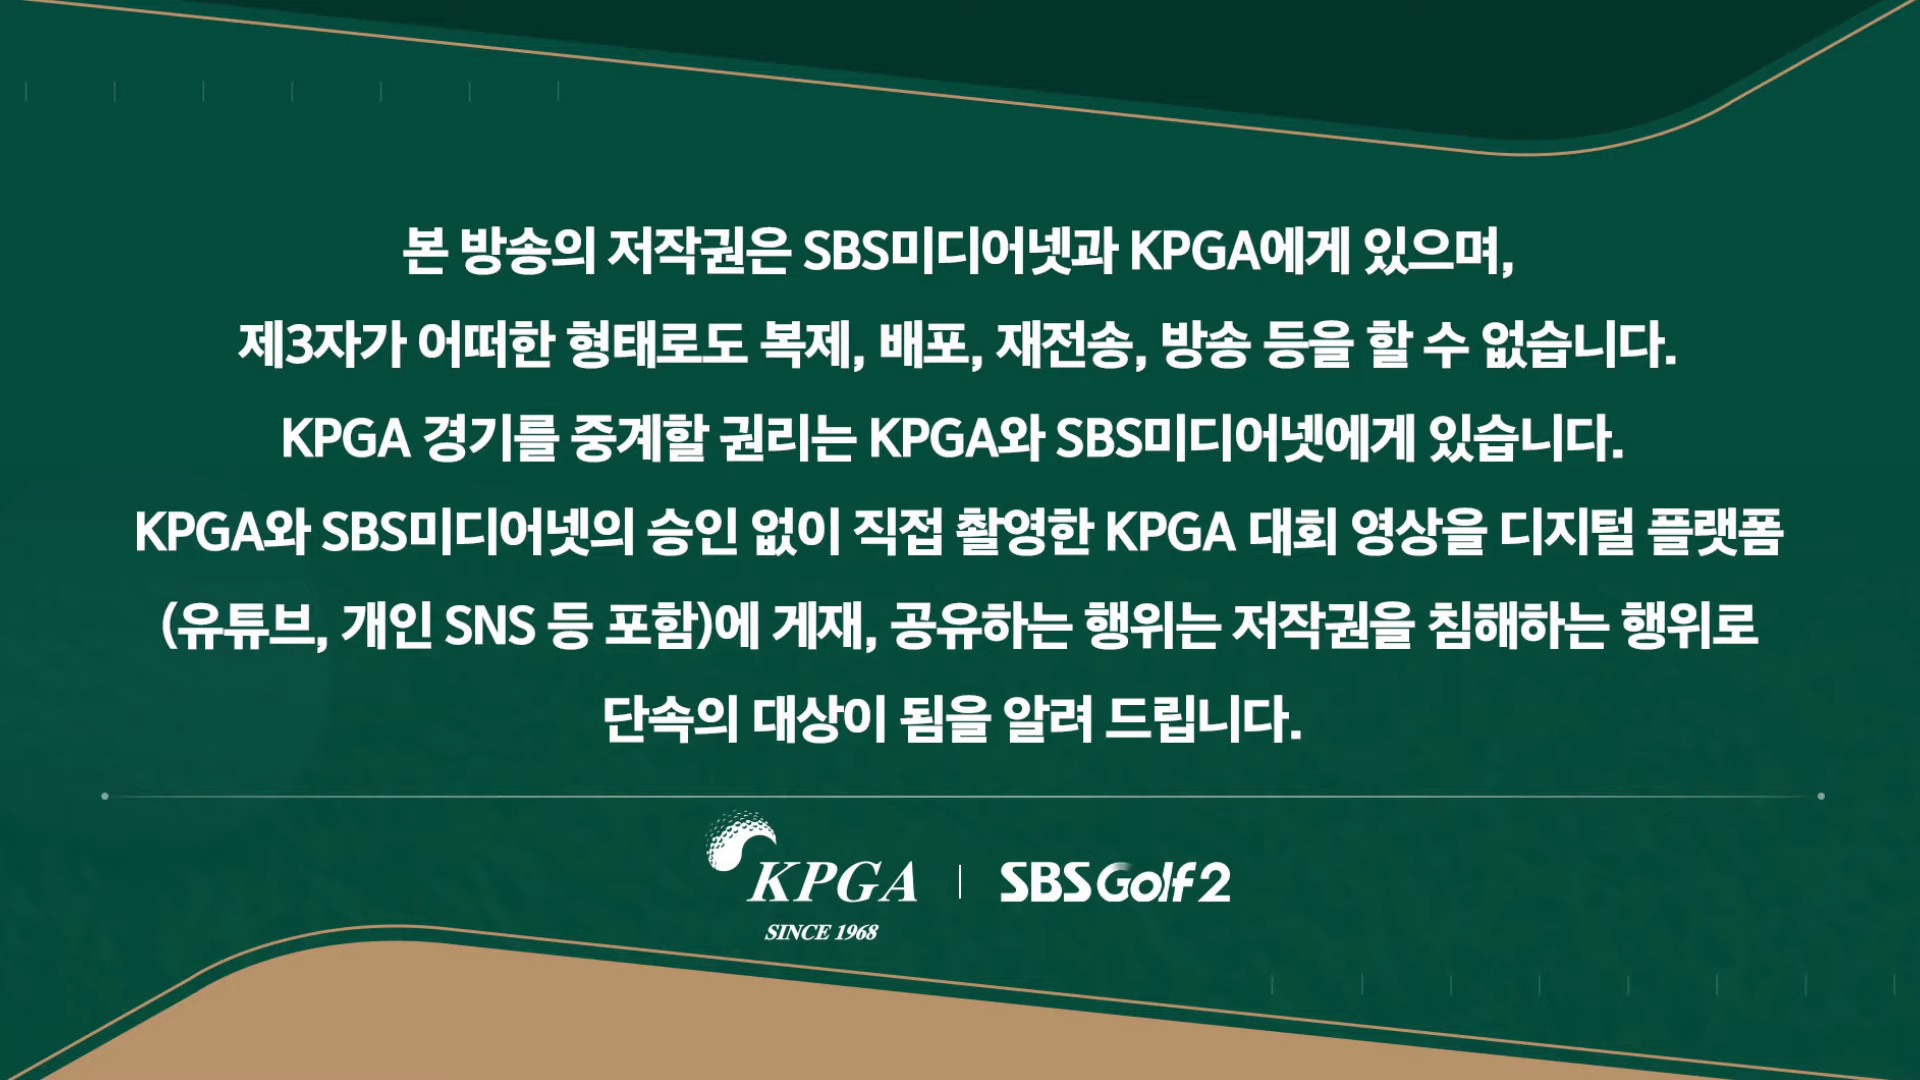 본 방송의 저작권은 SBS미디어넷과 KPGA에게 있으며,
제3자가 어떠한 형태로도 복제, 배포, 재전송, 방송 등을 할 수 없습니다.
KPGA 경기를 중계할 권리는 KPGA와 SBS미디어넷에게 있습니다.
KPGA와 SBS미디어넷의 승인 없이 직접 촬영한 KPGA 대회 영상을 디지털 플랫폼
(유튜브, 개인 SNS 등 포함)에 게재, 공유하는 행위는 저작권을 침해하는 행위로
단속의 대상이 됨을 알려 드립니다.
KPGA
SBS Golf 2
SINCE 1968